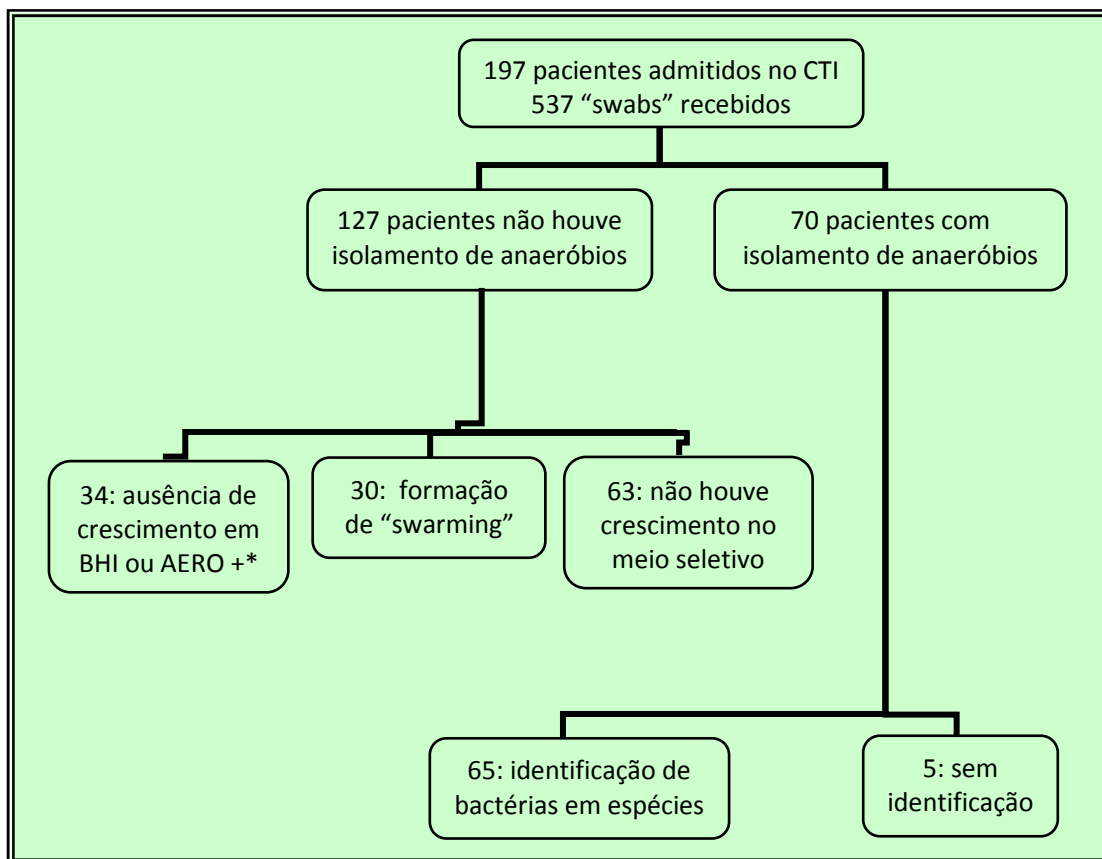 197 pacientes admitidos no CTI
537 “swabs” recebidos
127 pacientes não houve
isolamento de anaeróbios
70 pacientes com
isolamento de anaeróbios
34: ausência de
crescimento em
BHI ou AERO +*
30: formação
de “swarming”
63: não houve
crescimento no
meio seletivo
65: identificação de
bactérias em espécies
5: sem
identificação